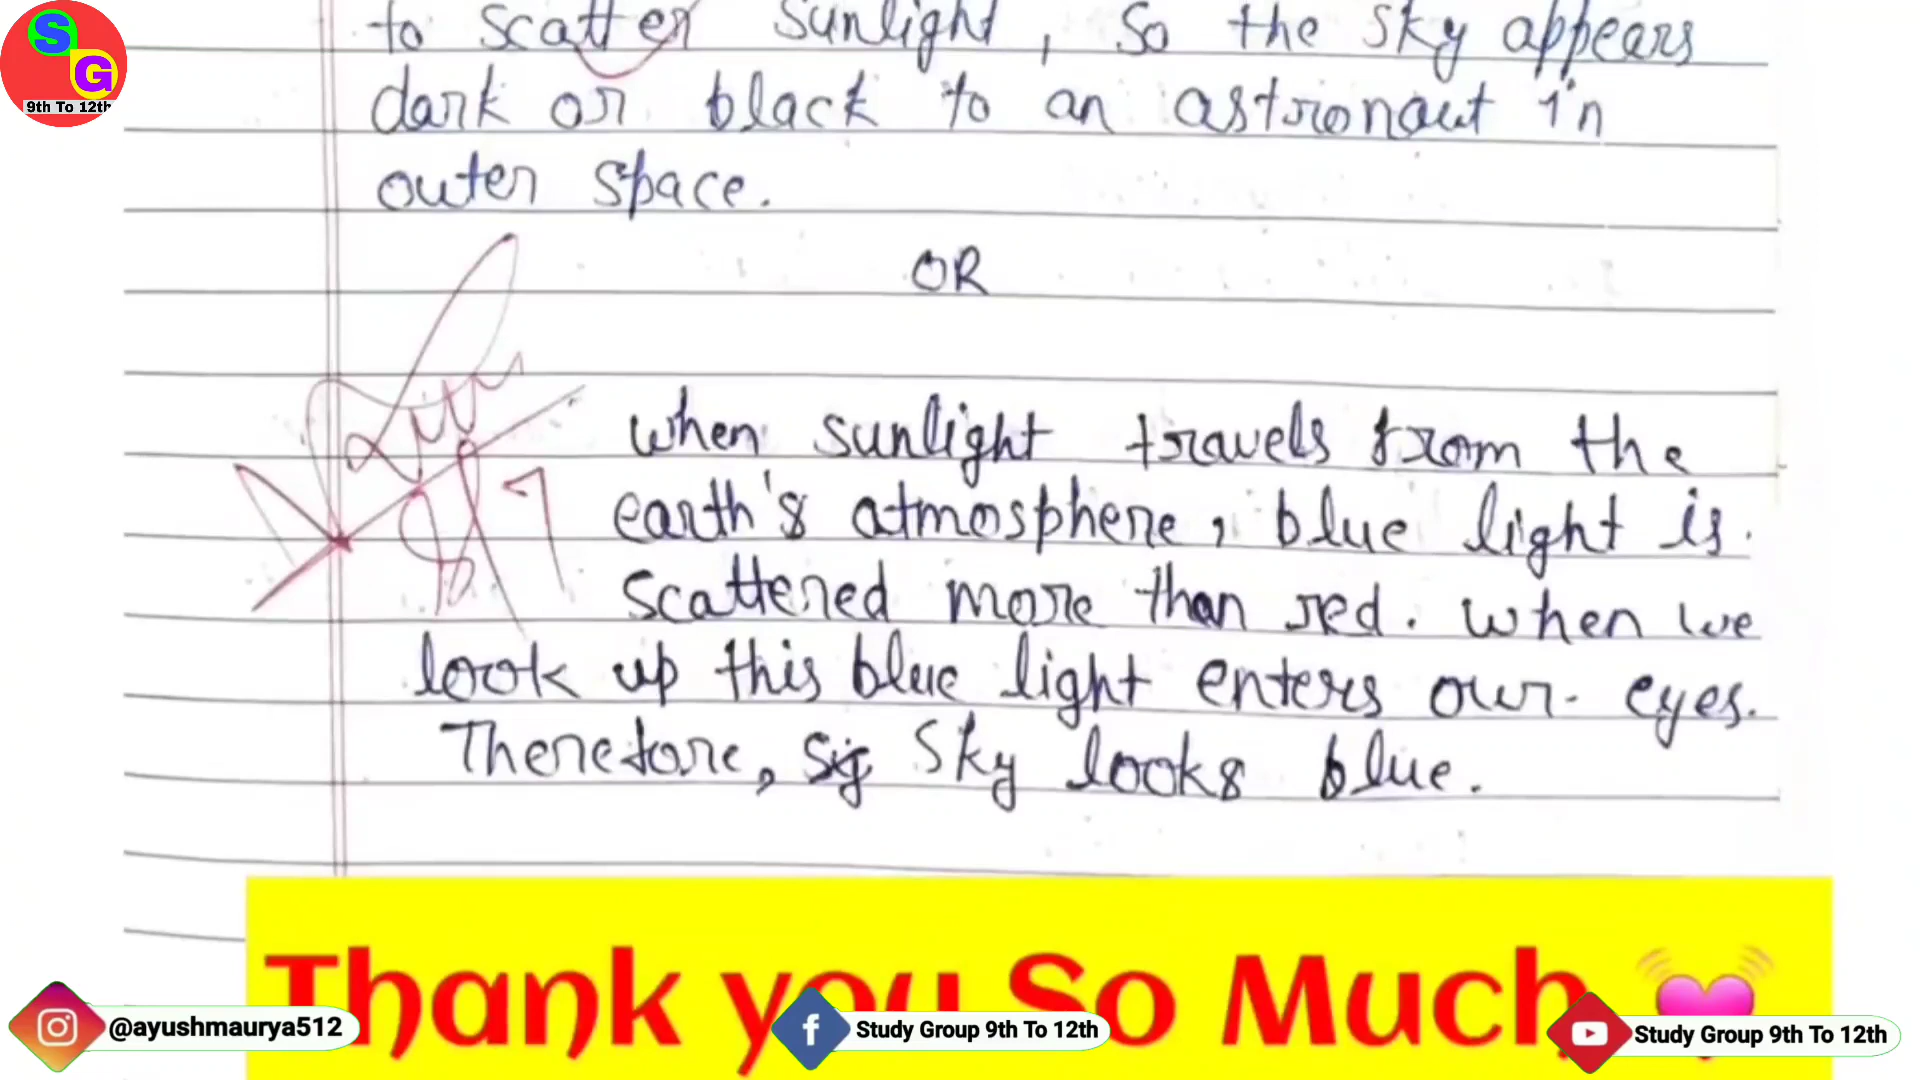 S
G
9th To 12th
to scatter sunlight, so the sky appears
dark or black to an astronaut in
outer space.
OR
When sunlight travels from the
earth's atmosphere, blue light is
scattered more than red. When we
look up this blue light enters our eyes.
Therefore, Sky looks blue.
Thank you So Much
@ayushmaurya512
Study Group 9th To 12th
Study Group 9th To 12th